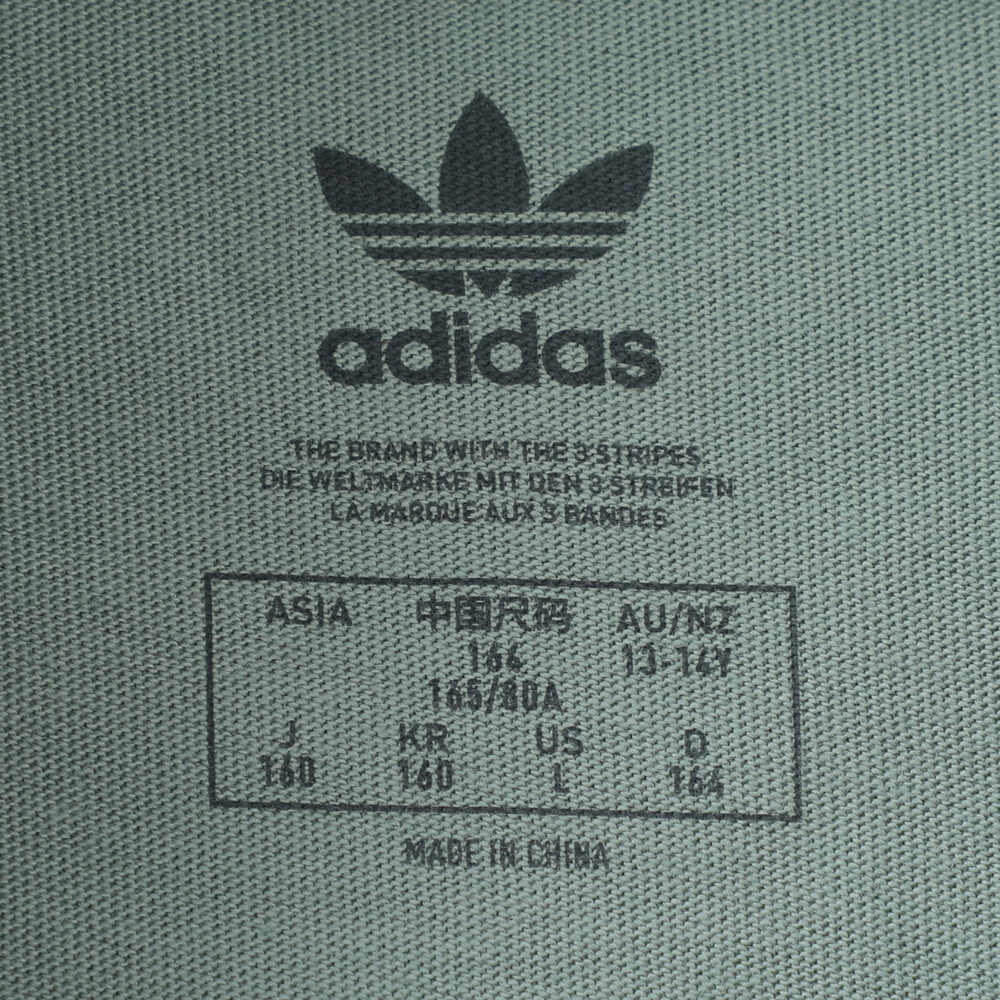 adidas
THE BRAND WITH THE 3 STRIPES
DIE WELTMARKE MIT DEN 3 STREIFEN
LA MARQUE AUX 3 BANDES
ASIA 中国尺码 AU/NZ
164 13-14Y
165/80A
J KR US D
160 160 L 164
MADE IN CHINA